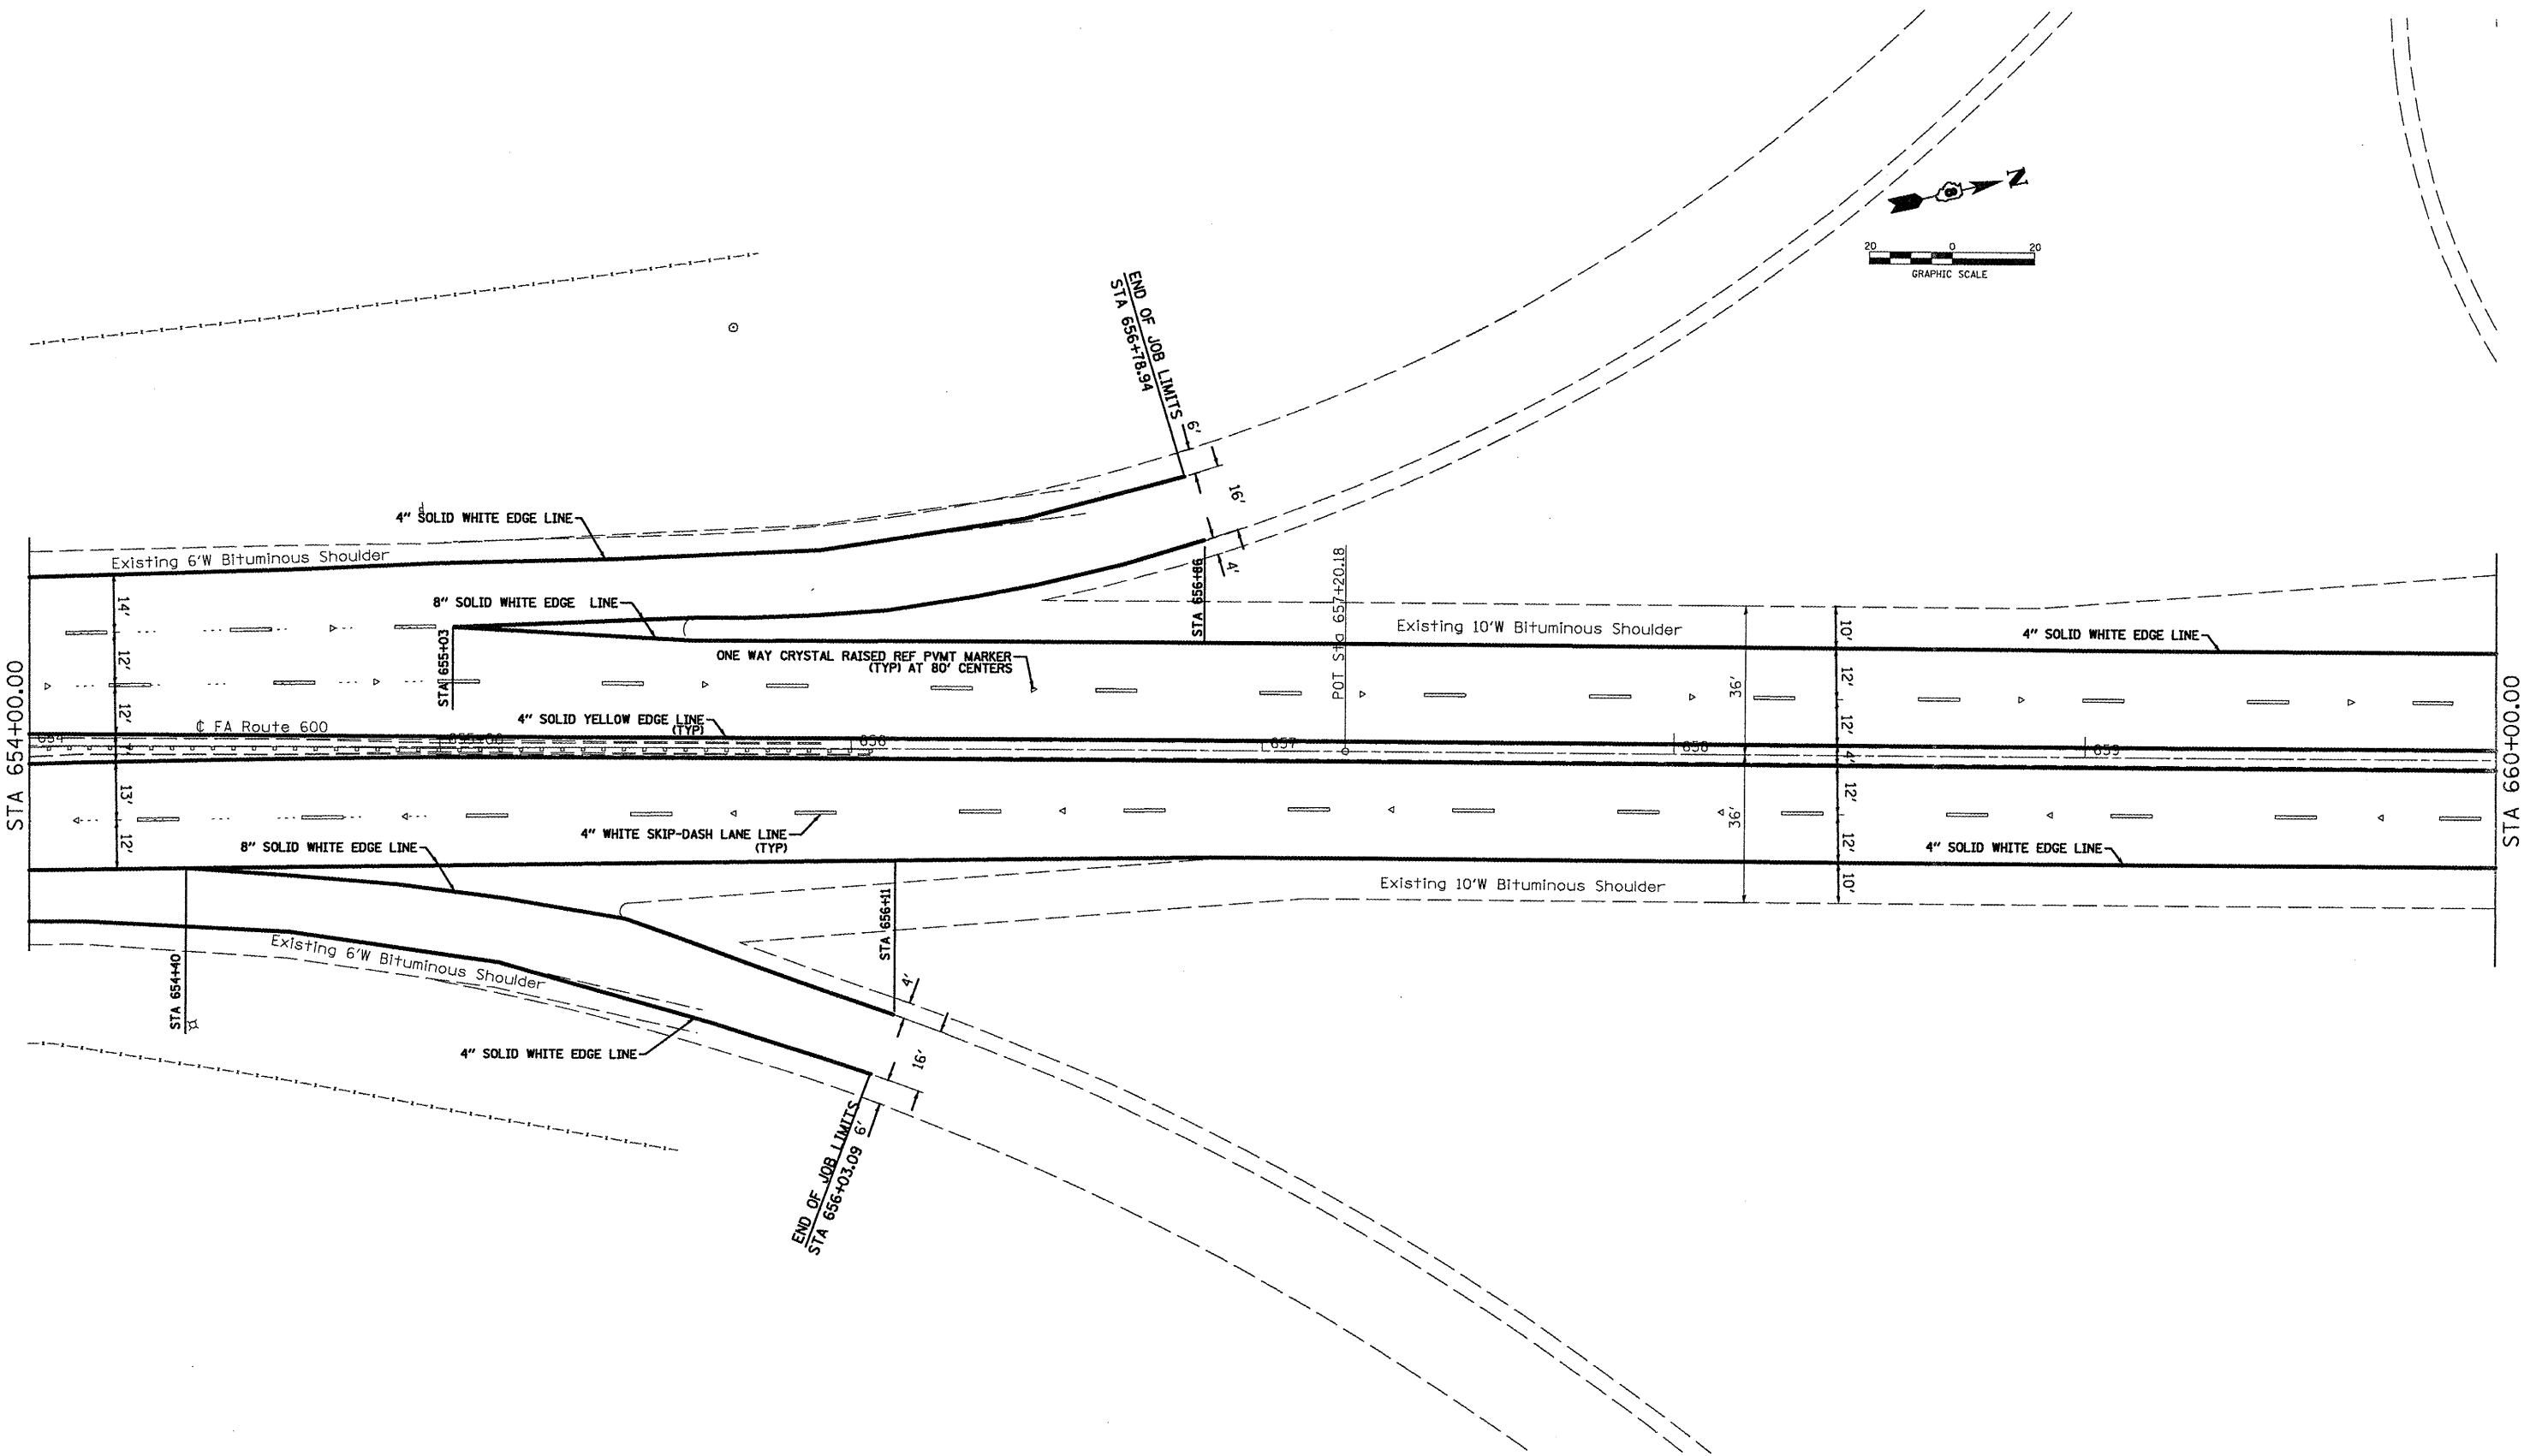 N
8
20 0 20
GRAPHIC SCALE
END OF JOB LIMITS
STA 656+78.94
6'
16'
4'
STA 656+86
POT Sta 657+20.18
4" SOLID WHITE EDGE LINE
Existing 6'W Bituminous Shoulder
8" SOLID WHITE EDGE LINE
Existing 10'W Bituminous Shoulder
4" SOLID WHITE EDGE LINE
14'
12'
12'
STA 655+03
ONE WAY CRYSTAL RAISED REF PVMT MARKER
(TYP) AT 80' CENTERS
36'
10'
12'
12'
STA 654+00.00
STA 660+00.00
℄ FA Route 600
4" SOLID YELLOW EDGE LINE
(TYP)
654 655+00 656 657 658 659
4'
13'
12'
12'
12'
10'
36'
4" WHITE SKIP-DASH LANE LINE
(TYP)
8" SOLID WHITE EDGE LINE
4" SOLID WHITE EDGE LINE
Existing 10'W Bituminous Shoulder
STA 656+11
Existing 6'W Bituminous Shoulder
STA 654+40
4'
16'
6'
4" SOLID WHITE EDGE LINE
END OF JOB LIMITS
STA 656+03.09